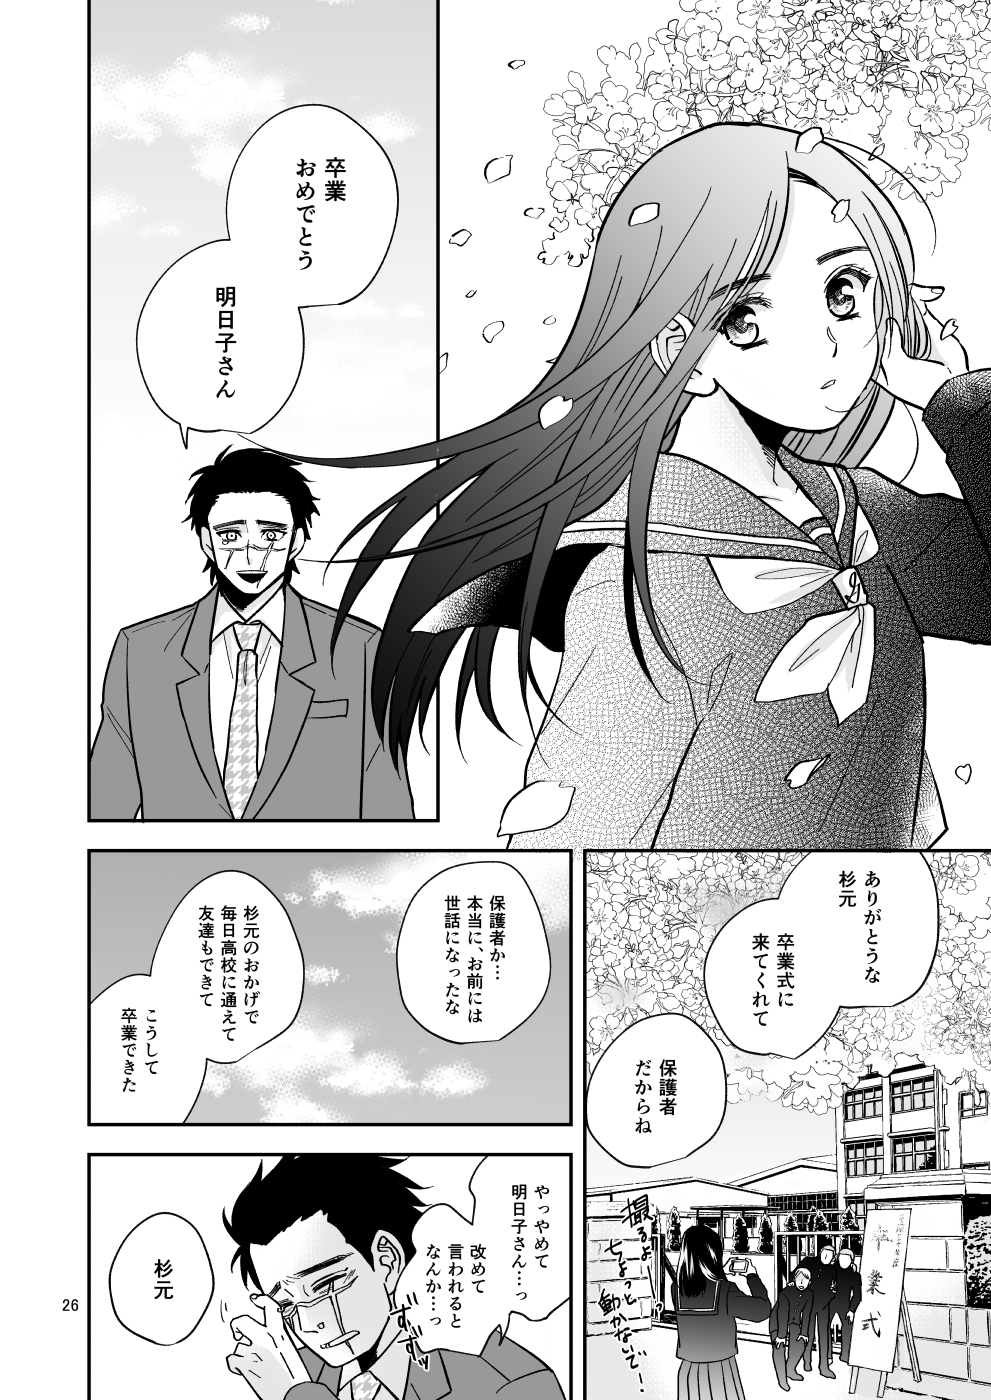 卒業
おめでとう
明日子さん
ありがとうな
杉元
卒業式に
来てくれて
保護者
だからね
撮るよー
ちょっと
動かないでー!
業式
保護者か…
本当に、お前には
世話になったな
杉元のおかげで
毎日高校に通えて
友達もできて
こうして
卒業できた
やっやめて
明日子さん…っ
改めて
言われると
なんか…っ
ずずッ
杉元
26